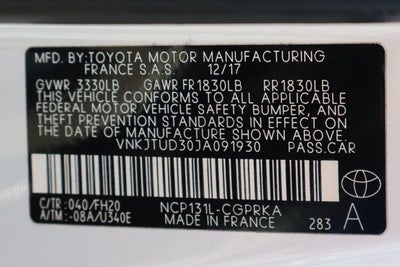 MFD. BY:TOYOTA MOTOR MANUFACTURING
FRANCE S.A.S. 12/17
GVWR 3330LB GAWR FR1830LB RR1830LB
THIS VEHICLE CONFORMS TO ALL APPLICABLE
FEDERAL MOTOR VEHICLE SAFETY, BUMPER, AND
THEFT PREVENTION STANDARDS IN EFFECT ON
THE DATE OF MANUFACTURE SHOWN ABOVE.
VNKJTUD30JA091930 PASS.CAR
C/TR:040/FH20 NCP131L-CGPRKA
A/TM:-08A/U340E MADE IN FRANCE 283 A